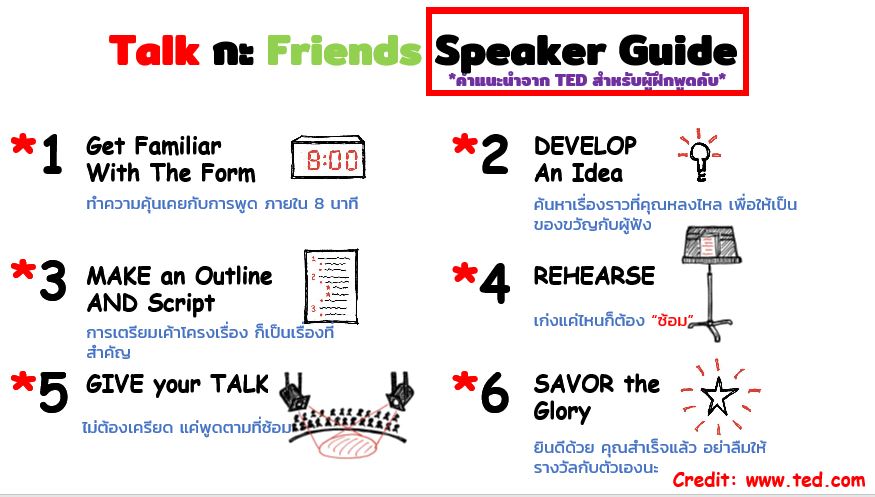 Talk กะ Friends Speaker Guide
*คำแนะนำจาก TED สำหรับผู้ฝึกพูดคับ*
*1 Get Familiar
With The Form
8:00
ทำความคุ้นเคยกับการพูด ภายใน 8 นาที
*2 DEVELOP
An Idea
ค้นหาเรื่องราวที่คุณหลงใหล เพื่อให้เป็น
ของขวัญกับผู้ฟัง
*3 MAKE an Outline
AND Script
1
2
3
การเตรียมเค้าโครงเรื่อง ก็เป็นเรื่องที่
สำคัญ
*4 REHEARSE
เก่งแค่ไหนก็ต้อง “ซ้อม”
*5 GIVE your TALK
ไม่ต้องเครียด แค่พูดตามที่ซ้อม
*6 SAVOR the
Glory
ยินดีด้วย คุณสำเร็จแล้ว อย่าลืมให้
รางวัลกับตัวเองนะ
Credit: www.ted.com